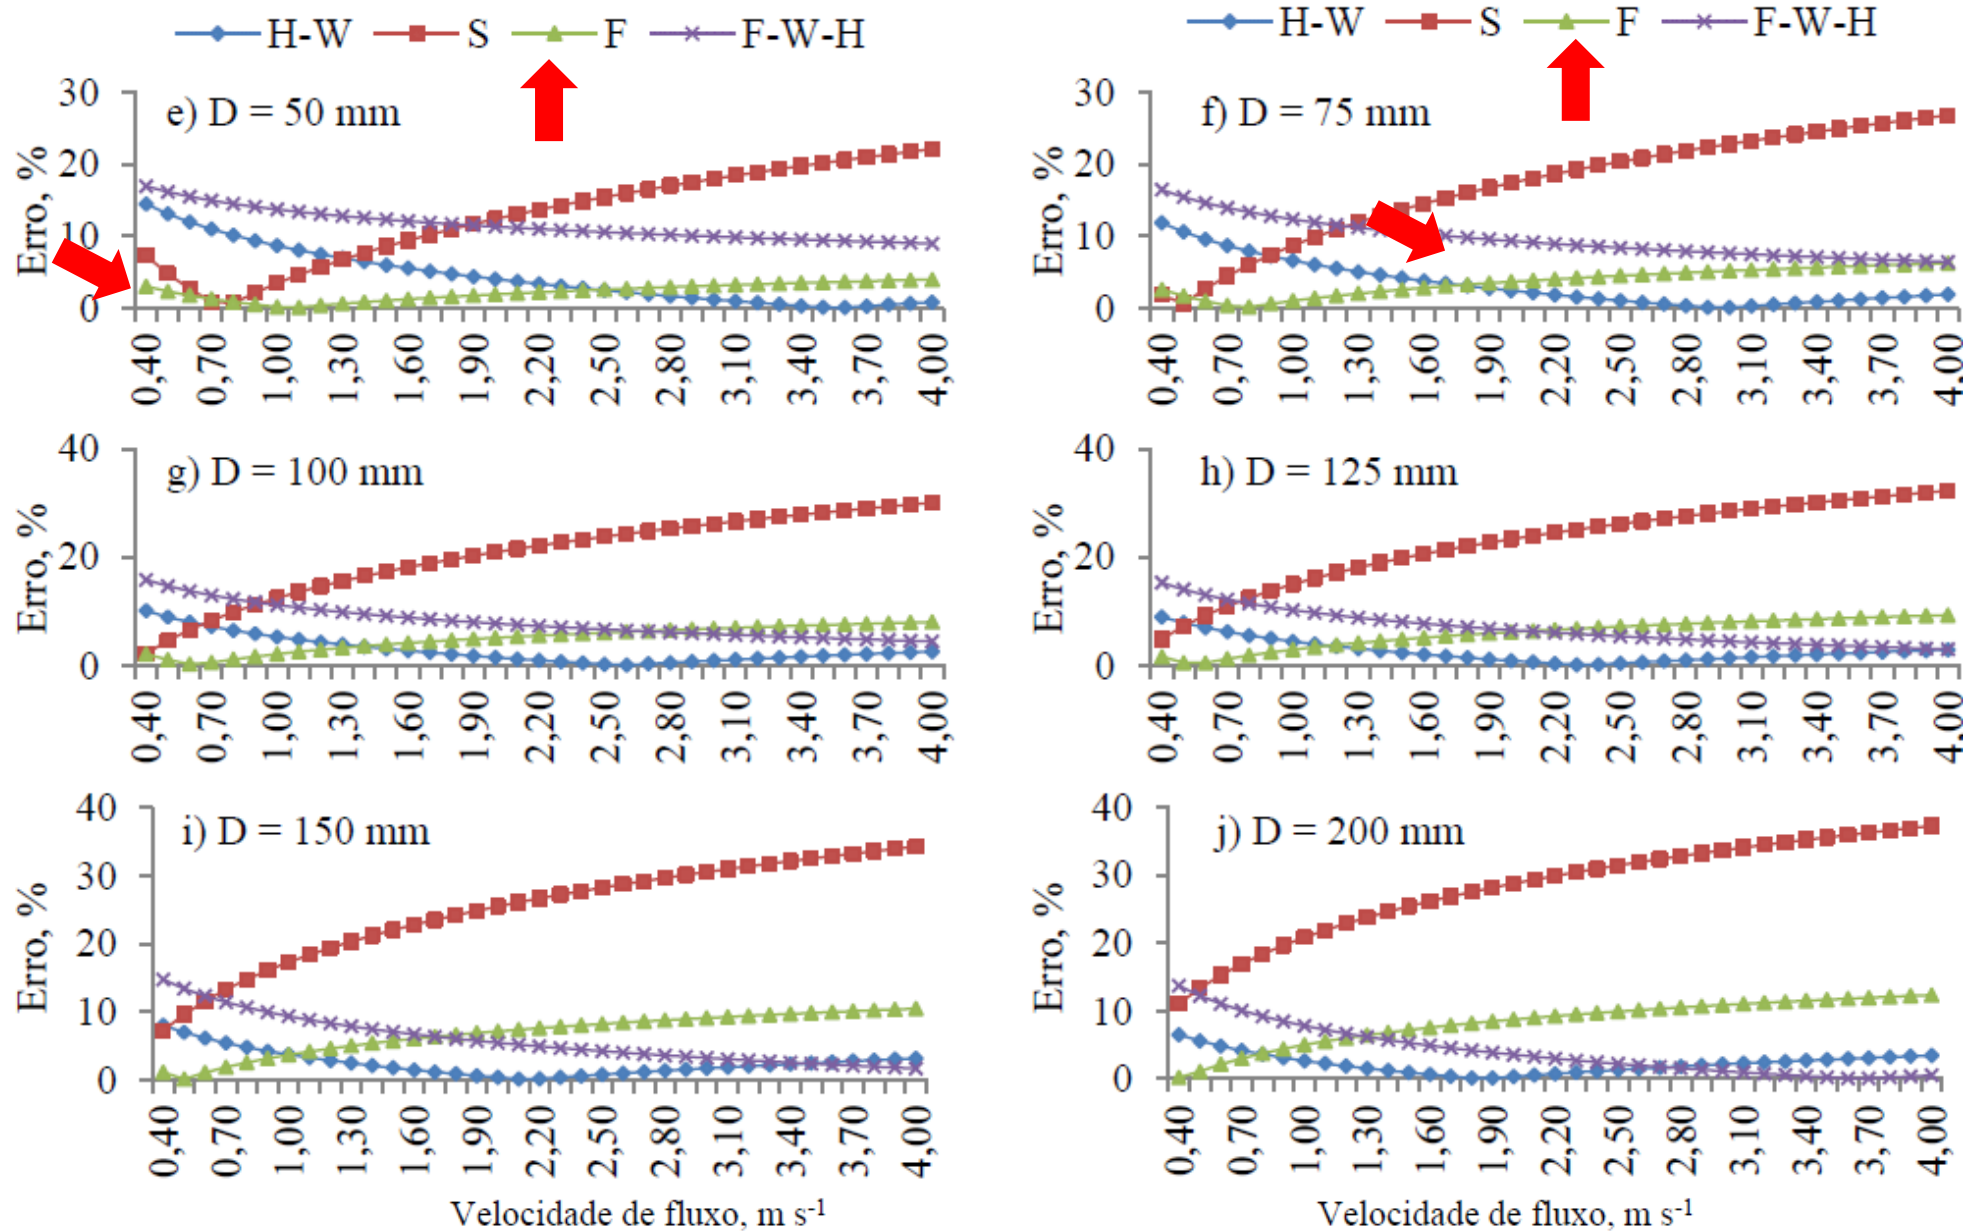 H-W S F F-W-H
H-W S F F-W-H
e) D = 50 mm
Erro, %
30
20
10
0
0,40 0,70 1,00 1,30 1,60 1,90 2,20 2,50 2,80 3,10 3,40 3,70 4,00
f) D = 75 mm
Erro, %
30
20
10
0
0,40 0,70 1,00 1,30 1,60 1,90 2,20 2,50 2,80 3,10 3,40 3,70 4,00
g) D = 100 mm
Erro, %
40
20
0
0,40 0,70 1,00 1,30 1,60 1,90 2,20 2,50 2,80 3,10 3,40 3,70 4,00
h) D = 125 mm
Erro, %
40
20
0
0,40 0,70 1,00 1,30 1,60 1,90 2,20 2,50 2,80 3,10 3,40 3,70 4,00
i) D = 150 mm
Erro, %
40
30
20
10
0
0,40 0,70 1,00 1,30 1,60 1,90 2,20 2,50 2,80 3,10 3,40 3,70 4,00
Velocidade de fluxo, m s⁻¹
j) D = 200 mm
Erro, %
40
30
20
10
0
0,40 0,70 1,00 1,30 1,60 1,90 2,20 2,50 2,80 3,10 3,40 3,70 4,00
Velocidade de fluxo, m s⁻¹